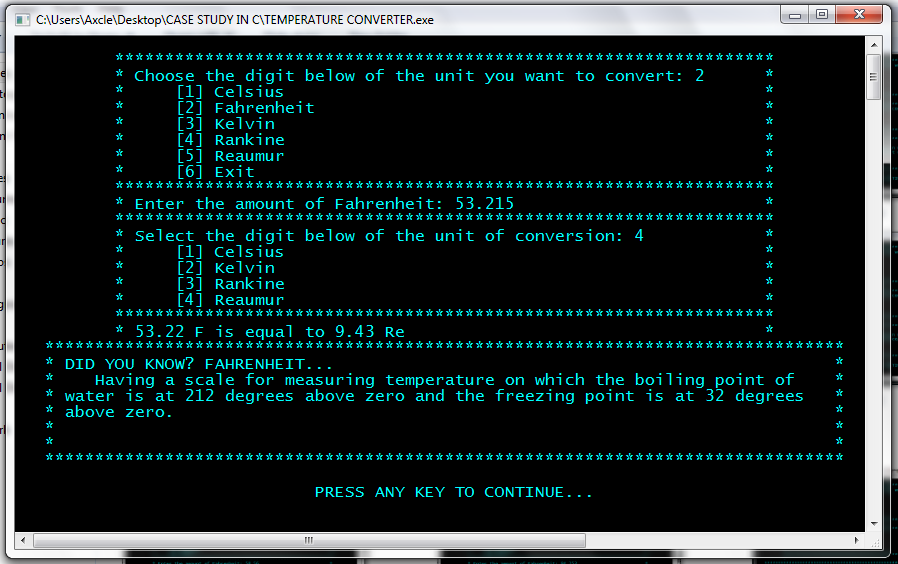 C:\Users\Axcle\Desktop\CASE STUDY IN C\TEMPERATURE CONVERTER.exe
******************************************************************
* Choose the digit below of the unit you want to convert: 2 *
* [1] Celsius *
* [2] Fahrenheit *
* [3] Kelvin *
* [4] Rankine *
* [5] Reaumur *
* [6] Exit *
******************************************************************
* Enter the amount of Fahrenheit: 53.215 *
******************************************************************
* Select the digit below of the unit of conversion: 4 *
* [1] Celsius *
* [2] Kelvin *
* [3] Rankine *
* [4] Reaumur *
******************************************************************
* 53.22 F is equal to 9.43 Re *
********************************************************************************
* DID YOU KNOW? FAHRENHEIT... *
* Having a scale for measuring temperature on which the boiling point of *
* water is at 212 degrees above zero and the freezing point is at 32 degrees *
* above zero. *
* *
* *
********************************************************************************
PRESS ANY KEY TO CONTINUE...